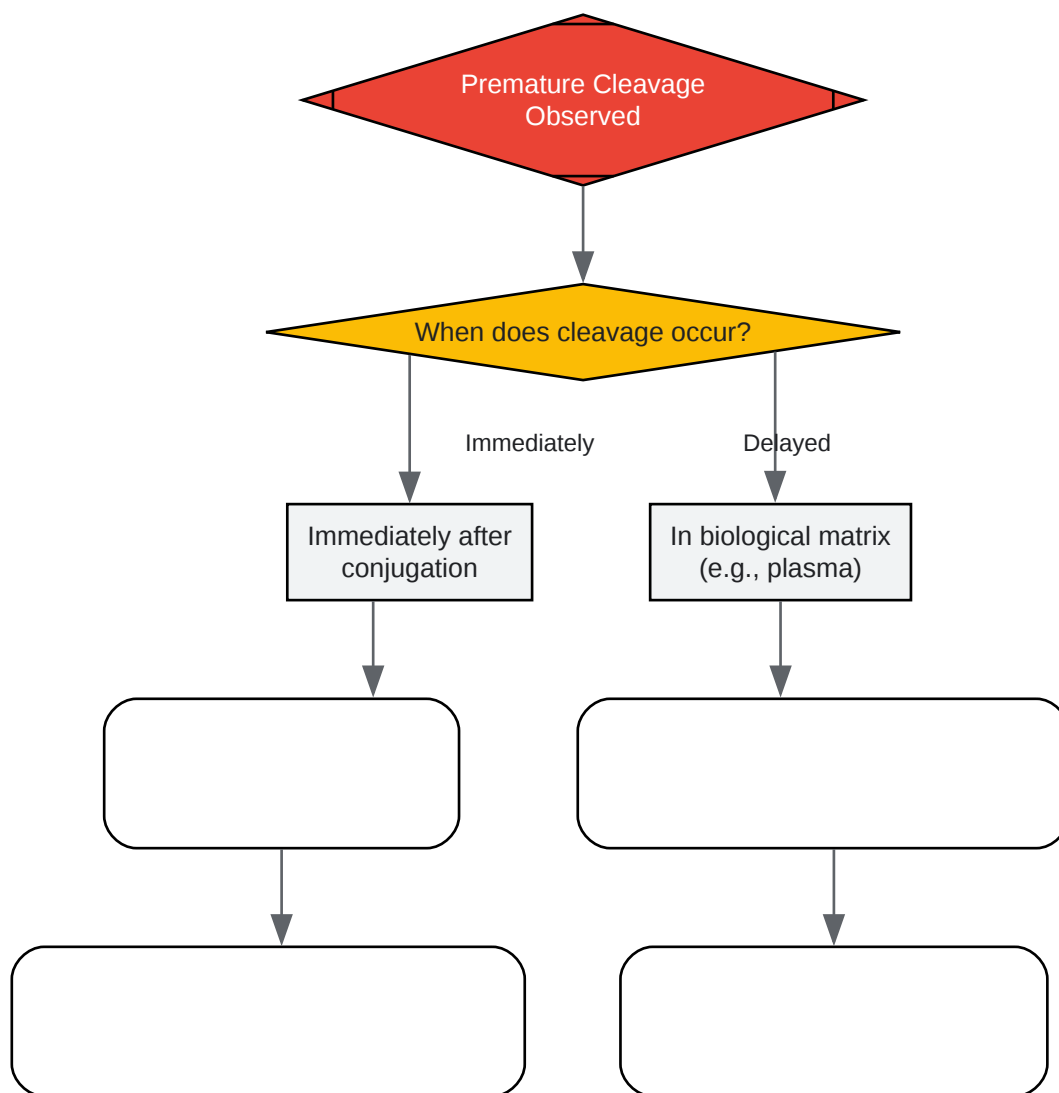 Premature Cleavage
Observed
When does cleavage occur?
Immediately
Delayed
Immediately after
conjugation
In biological matrix
(e.g., plasma)